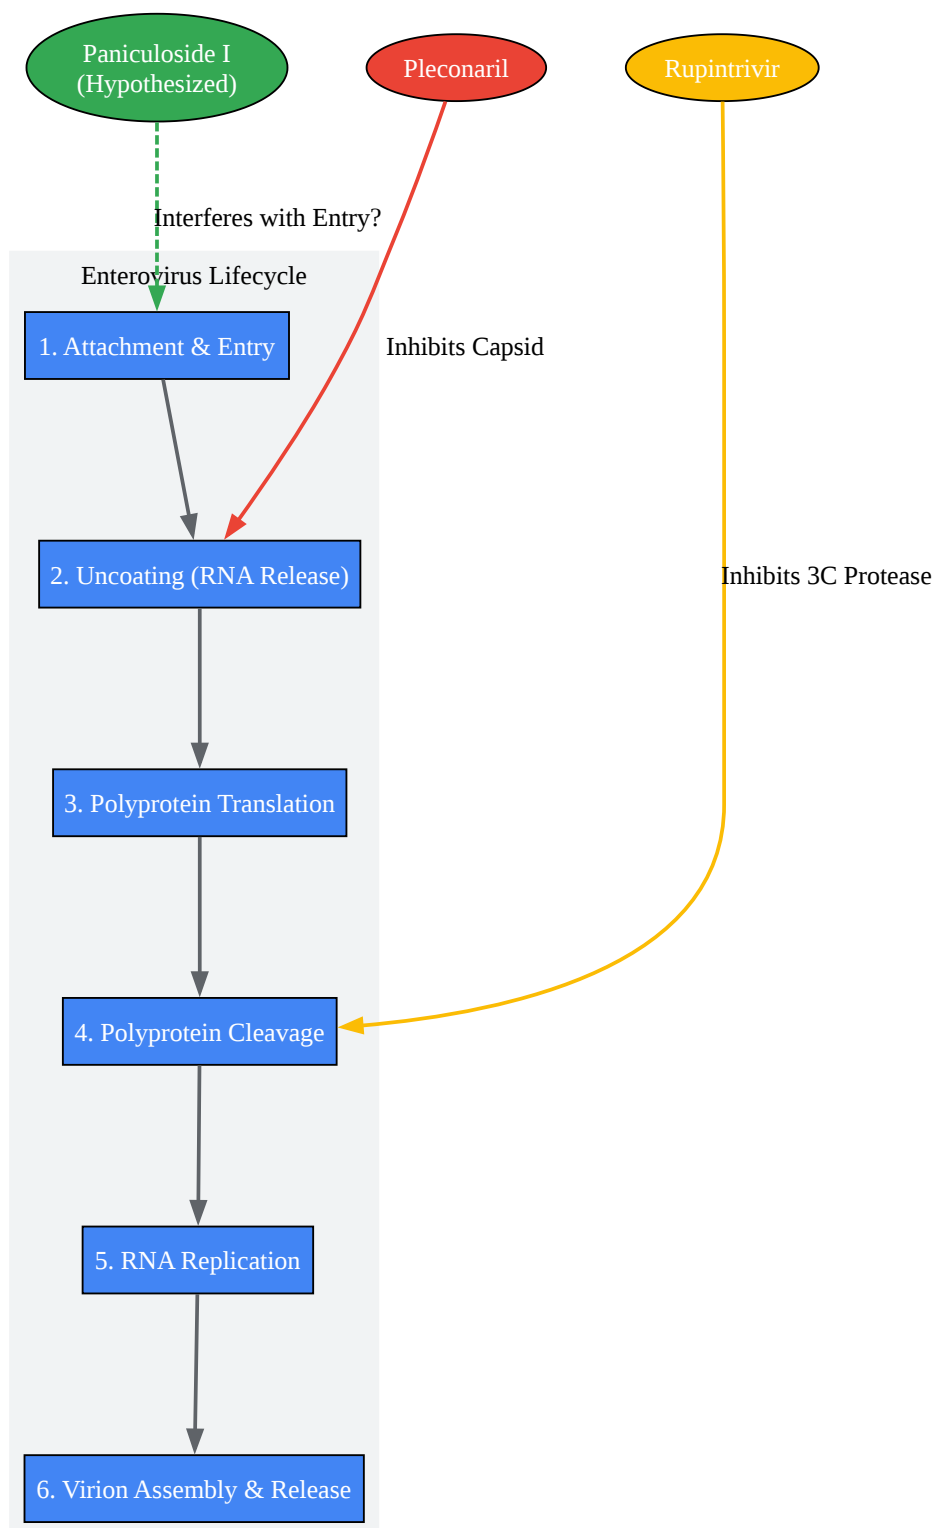 Paniculoside I
(Hypothesized)
Pleconaril
Rupintrivir
Interferes with Entry?
Enterovirus Lifecycle
1. Attachment & Entry
Inhibits Capsid
2. Uncoating (RNA Release)
Inhibits 3C Protease
3. Polyprotein Translation
4. Polyprotein Cleavage
5. RNA Replication
6. Virion Assembly & Release